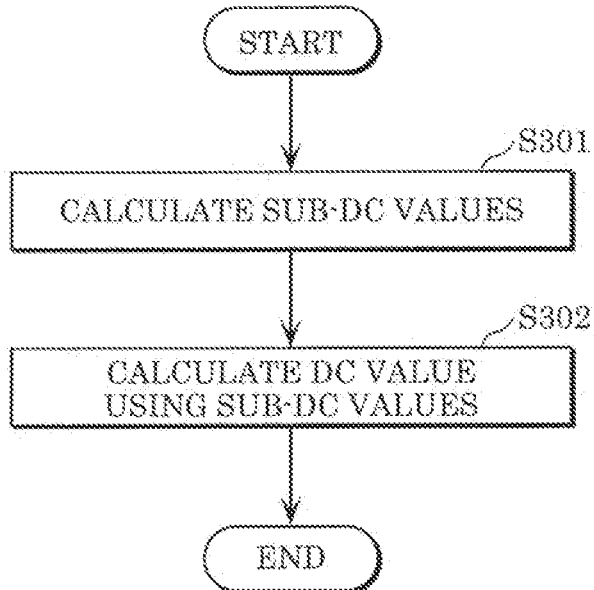 START
S301
CALCULATE SUB-DC VALUES
S302
CALCULATE DC VALUE
USING SUB-DC VALUES
END